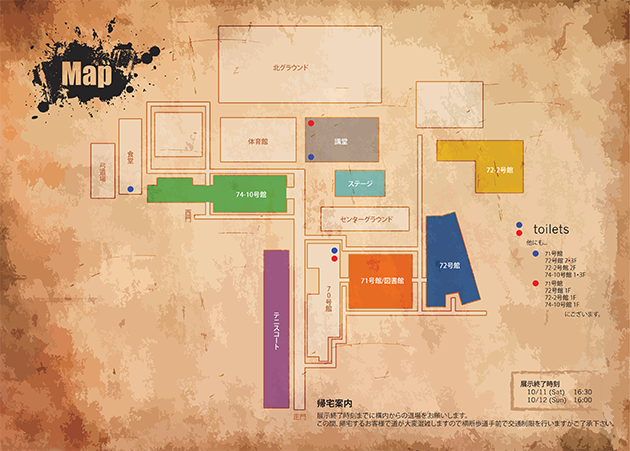 Map
北グラウンド
体育館
講堂
食堂
弓道場
72-2号館
ステージ
74-10号館
西門
センターグラウンド
toilets
他にも…
71号館
72号館 2•3F
72-2号館 2F
74-10号館 1•3F
71号館
72号館 1F
72-2号館 1F
74-10号館 1F
にございます。
72号館
71号館/図書館
70号館
テニスコート
正門
展示終了時刻
10/11 (Sat) 16:30
10/12 (Sun) 16:00
帰宅案内
展示終了時刻までに構内からの退場をお願いします。
この間、帰宅するお客様で道が大変混雑しますので横断歩道手前で交通制限を行いますがご了承下さい。